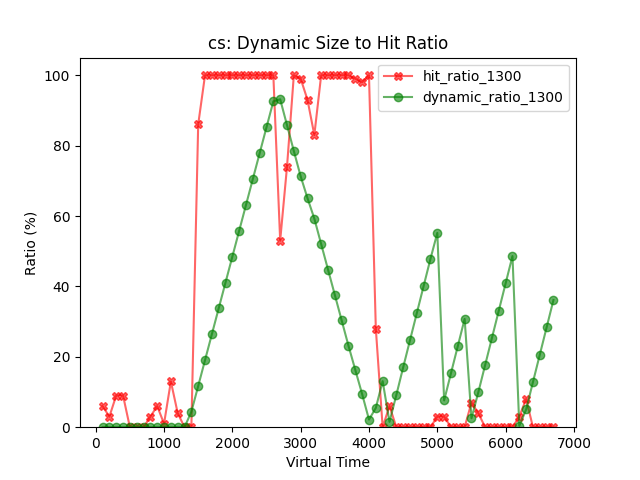 cs: Dynamic Size to Hit Ratio
hit_ratio_1300
dynamic_ratio_1300
Ratio (%)
100
80
60
40
20
0
0 1000 2000 3000 4000 5000 6000 7000
Virtual Time